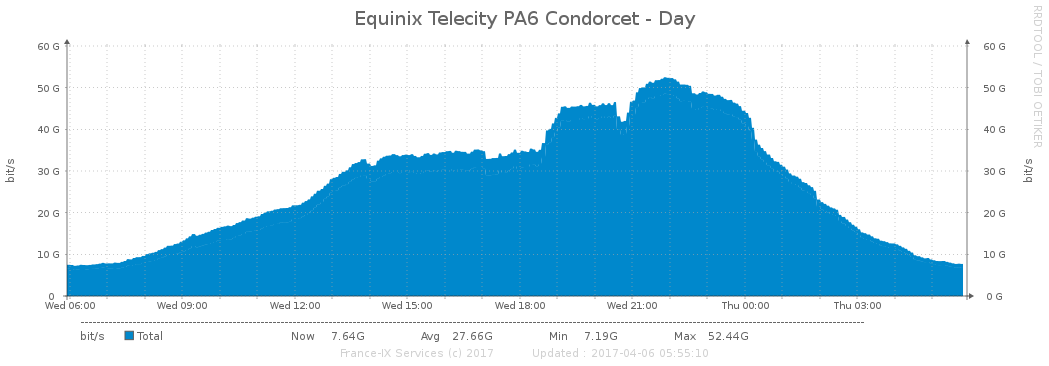 Equinix Telecity PA6 Condorcet - Day
RRDTOOL / TOBI OETIKER
bit/s
60 G
50 G
40 G
30 G
20 G
10 G
0
60 G
50 G
40 G
30 G
20 G
10 G
0 G
bit/s
Wed 06:00 Wed 09:00 Wed 12:00 Wed 15:00 Wed 18:00 Wed 21:00 Thu 00:00 Thu 03:00
bit/s Total Now 7.64G Avg 27.66G Min 7.19G Max 52.44G
France-IX Services (c) 2017 Updated : 2017-04-06 05:55:10